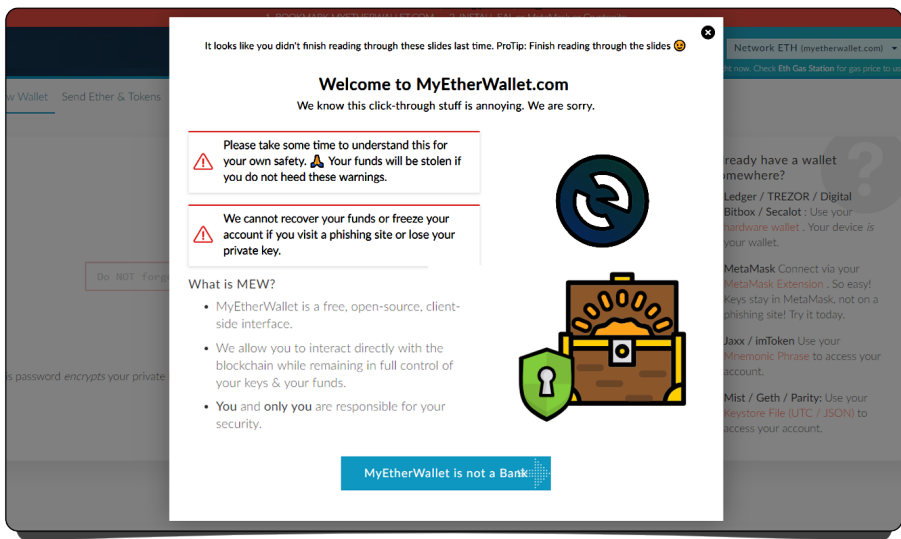 It looks like you didn't finish reading through these slides last time. ProTip: Finish reading through the slides
Network ETH (myetherwallet.com)
Welcome to MyEtherWallet.com
ht now. Check Eth Gas Station for gas price to us
We know this click-through stuff is annoying. We are sorry.
w Wallet Send Ether & Tokens
Please take some time to understand this for
your own safety. 🙏 Your funds will be stolen if
you do not heed these warnings.
We cannot recover your funds or freeze your
account if you visit a phishing site or lose your
private key.
What is MEW?
• MyEtherWallet is a free, open-source, client-
side interface.
• We allow you to interact directly with the
blockchain while remaining in full control of
your keys & your funds.
• You and only you are responsible for your
security.
MyEtherWallet is not a Bank
Do NOT forg
is password encrypts your private
ready have a wallet
omewhere?
Ledger / TREZOR / Digital
Bitbox / Secalot : Use your
hardware wallet . Your device is
your wallet.
MetaMask Connect via your
MetaMask Extension . So easy!
Keys stay in MetaMask, not on a
phishing site! Try it today.
Jaxx / imToken Use your
Mnemonic Phrase to access your
account.
Mist / Geth / Parity: Use your
Keystore File (UTC / JSON) to
access your account.